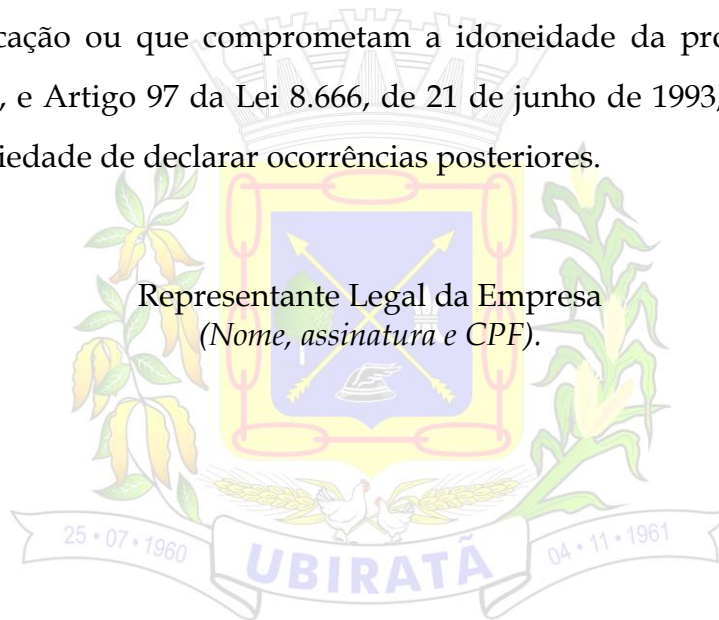 cação ou que comprometam a idoneidade da pro
, e Artigo 97 da Lei 8.666, de 21 de junho de 1993,
iedade de declarar ocorrências posteriores.
Representante Legal da Empresa
(Nome, assinatura e CPF).
25 • 07 • 1960
UBIRATÃ
04 • 11 • 1961